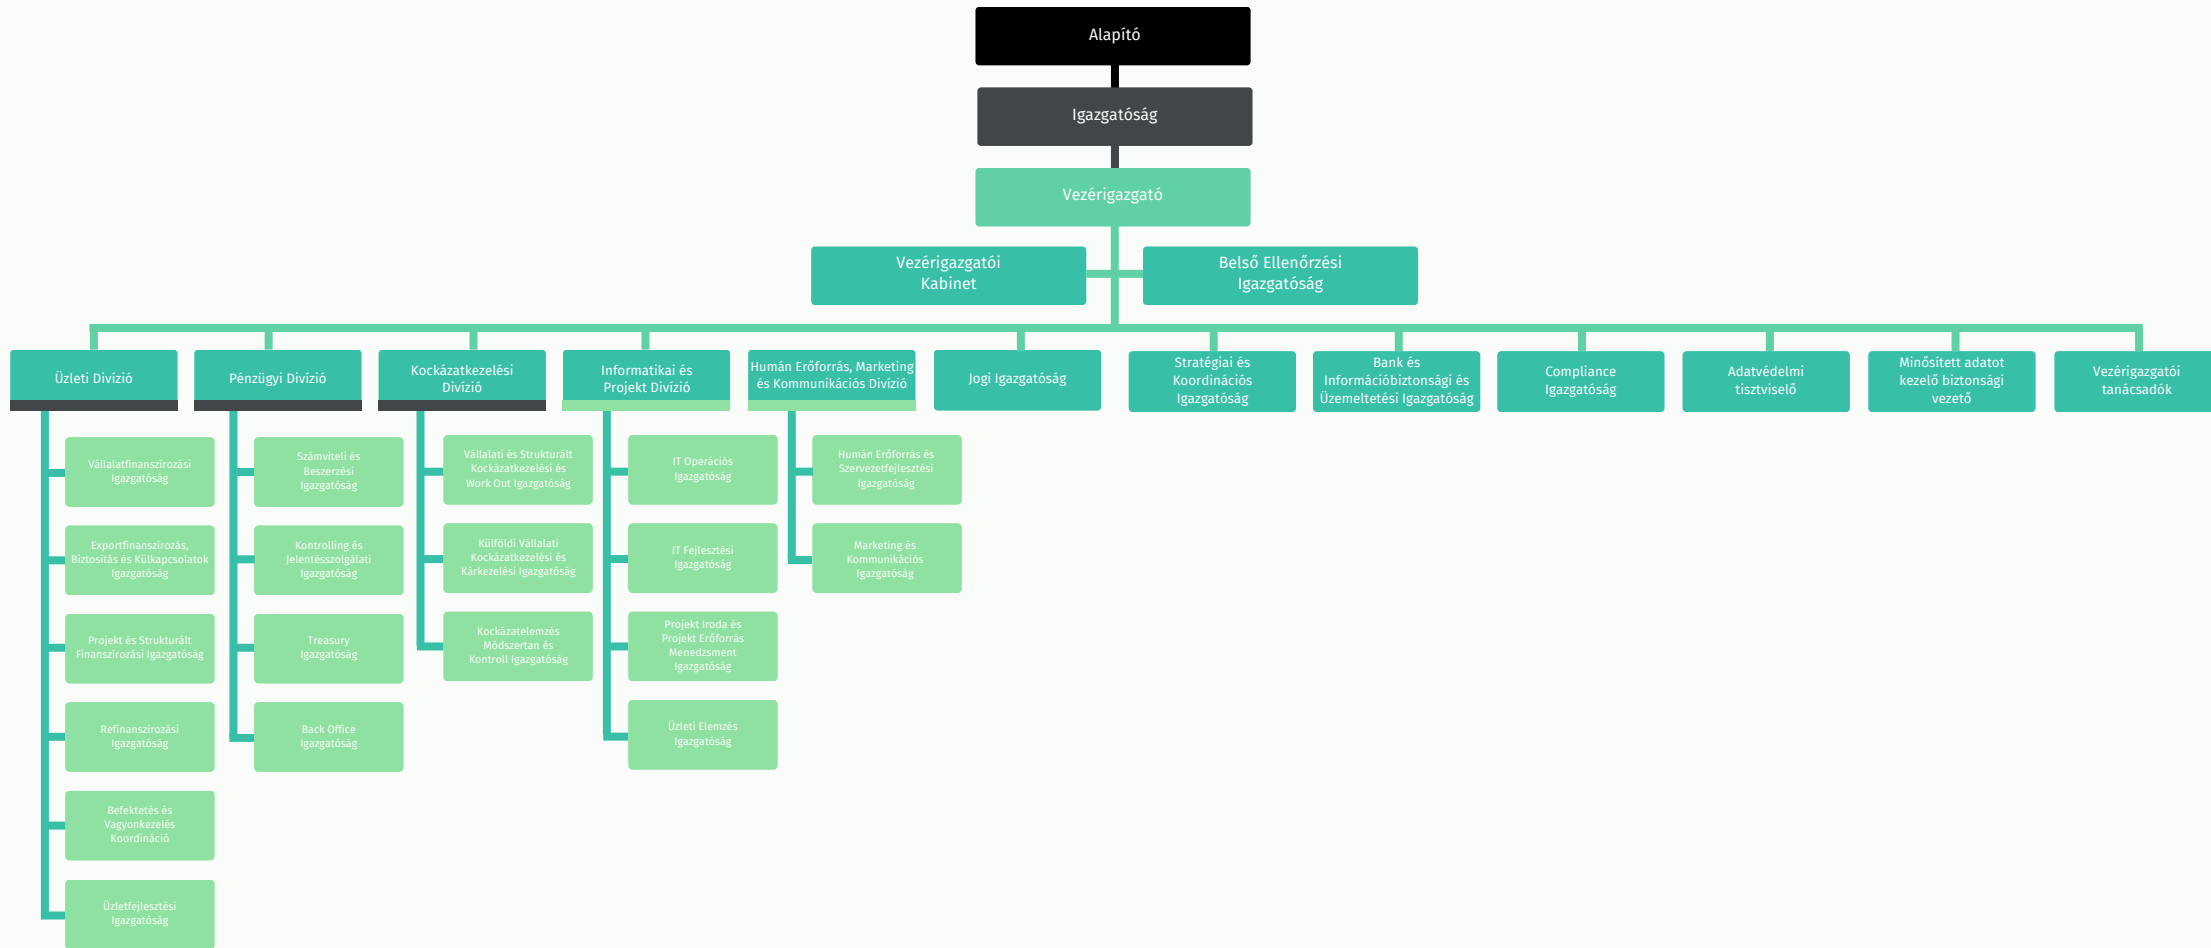 Alapító
Igazgatóság
Vezérigazgató
Vezérigazgatói
Kabinet
Belső Ellenőrzési
Igazgatóság
Üzleti Divízió
Pénzügyi Divízió
Kockázatkezelési
Divízió
Informatikai és
Projekt Divízió
Humán Erőforrás, Marketing
és Kommunikációs Divízió
Jogi Igazgatóság
Stratégiai és
Koordinációs
Igazgatóság
Bank és
Információbiztonsági és
Üzemeltetési Igazgatóság
Compliance
Igazgatóság
Adatvédelmi
tisztviselő
Minősített adatot
kezelő biztonsági
vezető
Vezérigazgatói
tanácsadók
Vállalatfinanszírozási
Igazgatóság
Exportfinanszírozás,
Biztosítás és Külkapcsolatok
Igazgatóság
Projekt és Strukturált
Finanszírozási Igazgatóság
Refinanszírozási
Igazgatóság
Befektetés és
Vagyonkezelés
Koordináció
Üzletfejlesztési
Igazgatóság
Számviteli és
Beszerzési
Igazgatóság
Kontrolling és
Jelentésszolgálati
Igazgatóság
Treasury
Igazgatóság
Back Office
Igazgatóság
Vállalati és Strukturált
Kockázatkezelési és
Work Out Igazgatóság
Külföldi Vállalati
Kockázatkezelési és
Kárkezelési Igazgatóság
Kockázatelemzés
Módszertan és
Kontroll Igazgatóság
IT Operációs
Igazgatóság
IT Fejlesztési
Igazgatóság
Projekt Iroda és
Projekt Erőforrás
Menedzsment
Igazgatóság
Üzleti Elemzés
Igazgatóság
Humán Erőforrás és
Szervezetfejlesztési
Igazgatóság
Marketing és
Kommunikációs
Igazgatóság